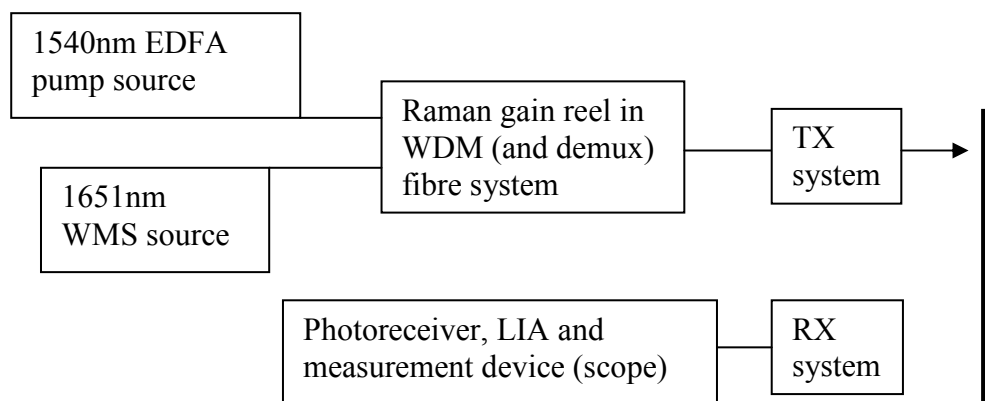 1540nm EDFA
pump source
Raman gain reel in
WDM (and demux)
fibre system
TX
system
1651nm
WMS source
Photoreceiver, LIA and
measurement device (scope)
RX
system